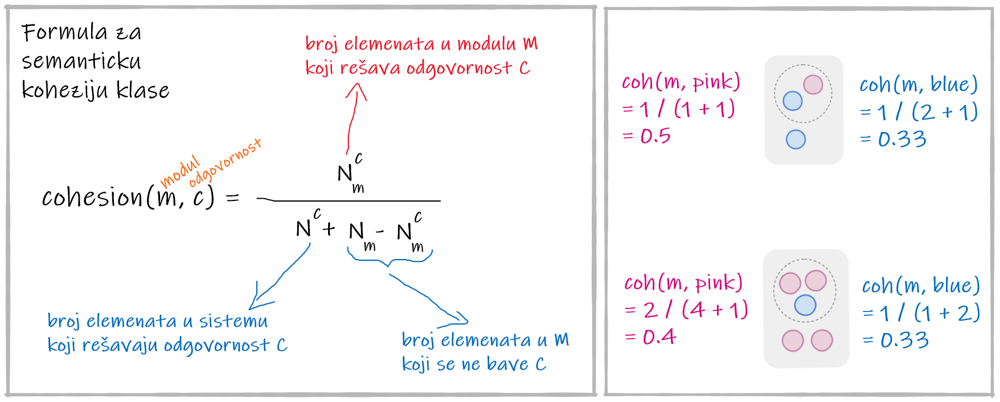 Formula za
semanticku
koheziju klase
broj elemenata u modulu M
koji rešava odgovornost C
modul
odgovornost
cohesion(m, c) =
N c m
N c + N m - N c m
broj elemenata u sistemu
koji rešavaju odgovornost C
broj elemenata u M
koji se ne bave C
coh(m, pink)
= 1 / (1 + 1)
= 0.5
coh(m, blue)
= 1 / (2 + 1)
= 0.33
coh(m, pink)
= 2 / (4 + 1)
= 0.4
coh(m, blue)
= 1 / (1 + 2)
= 0.33